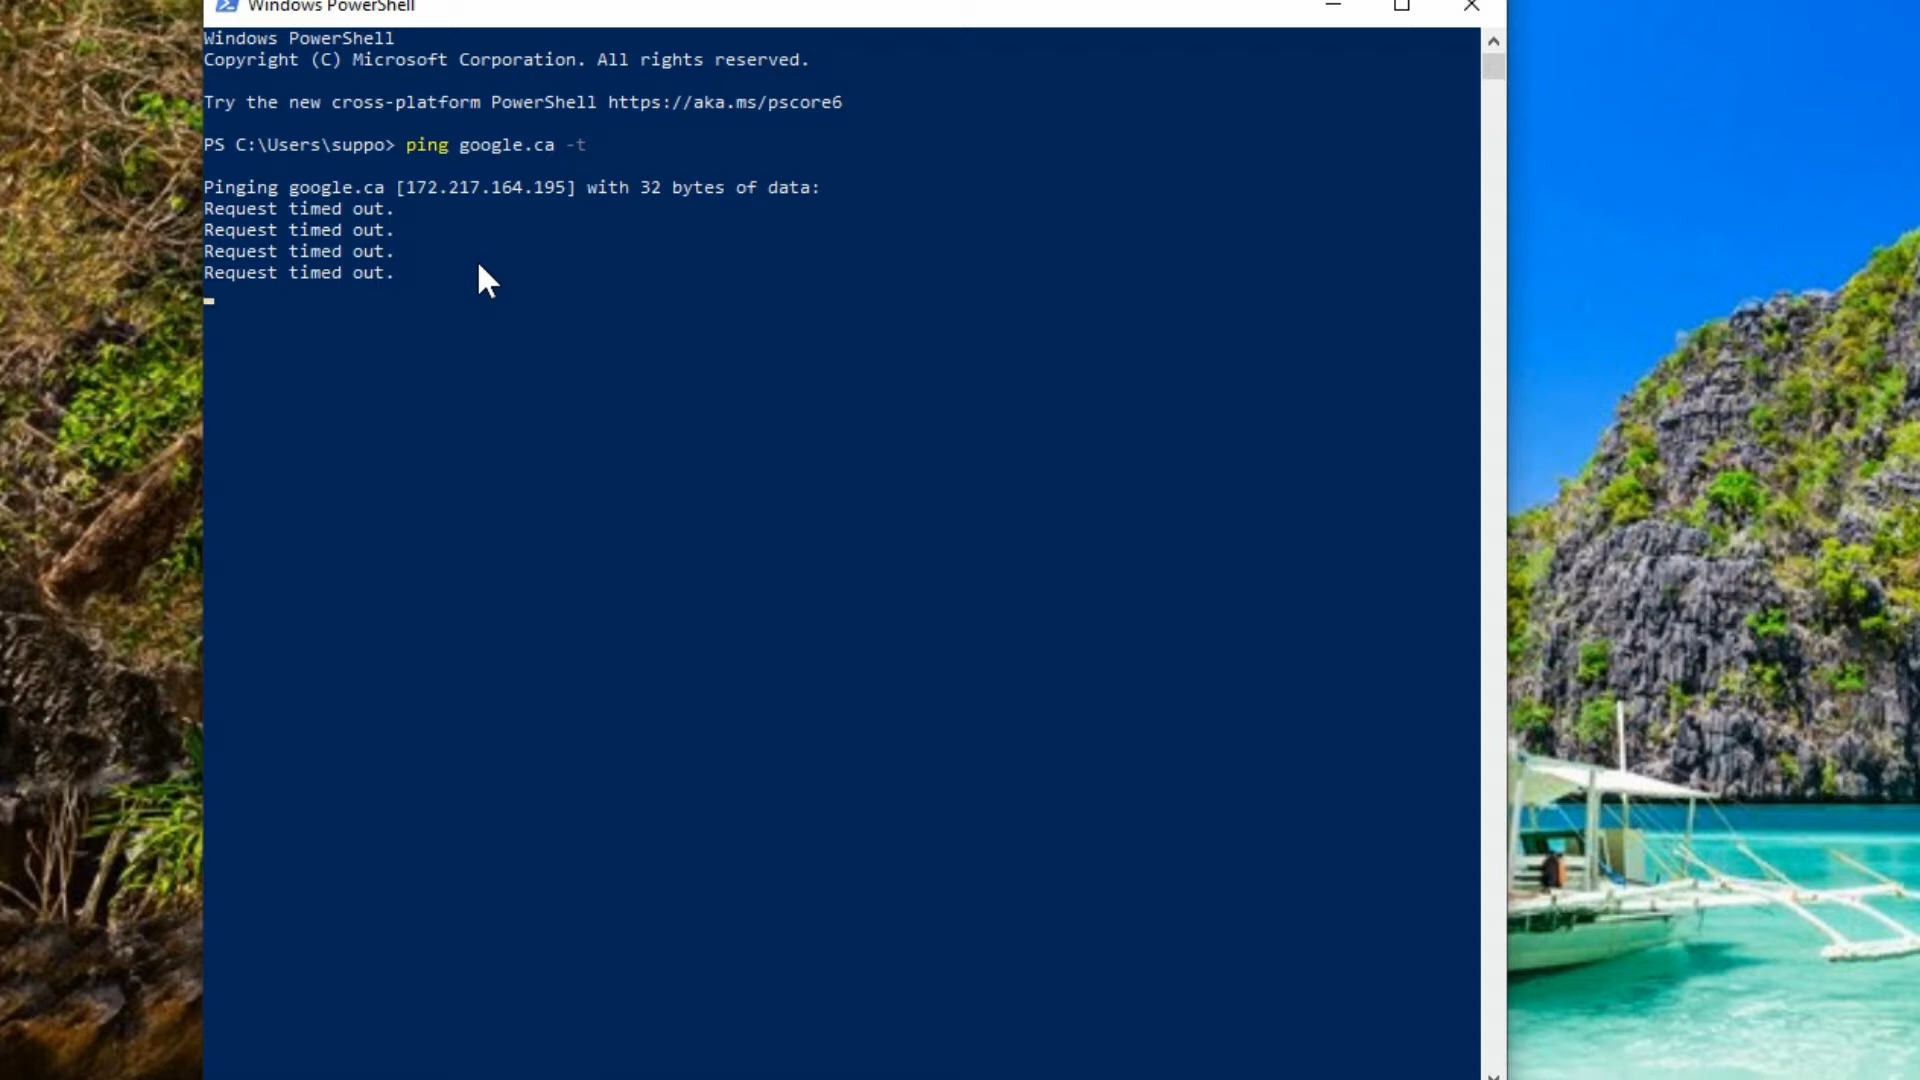 Windows PowerShell
Windows PowerShell
Copyright (C) Microsoft Corporation. All rights reserved.
Try the new cross-platform PowerShell https://aka.ms/pscore6
PS C:\Users\suppo> ping google.ca -t
Pinging google.ca [172.217.164.195] with 32 bytes of data:
Request timed out.
Request timed out.
Request timed out.
Request timed out.